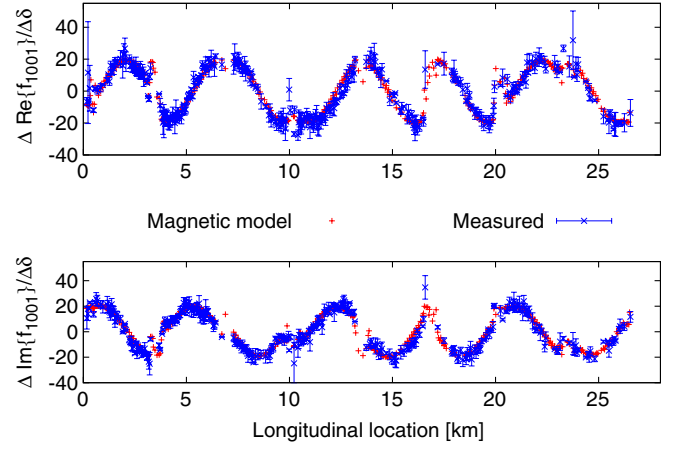 Δ Re{f1001}/Δδ
40
20
0
-20
-40
0 5 10 15 20 25
Magnetic model
Measured
Δ Im{f1001}/Δδ
40
20
0
-20
-40
0 5 10 15 20 25
Longitudinal location [km]